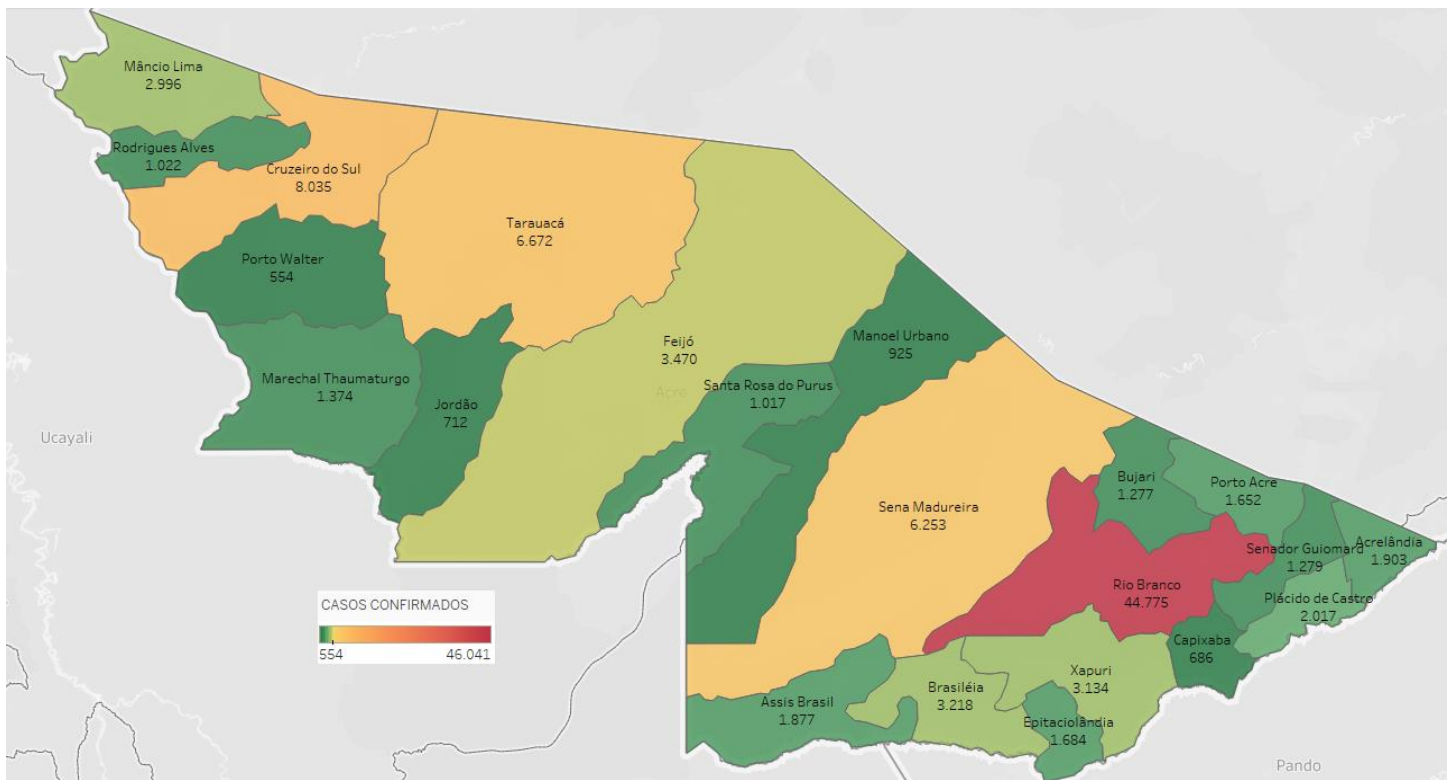 Mâncio Lima
2.996
Rodrigues Alves
1.022
Cruzeiro do Sul
8.035
Tarauacá
6.672
Porto Walter
554
Feijó
3.470
Manoel Urbano
925
Marechal Thaumaturgo
1.374
Jordão
712
Santa Rosa do Purus
1.017
Acre
Ucayali
Sena Madureira
6.253
Bujari
1.277
Porto Acre
1.652
Senador Guiomard
1.279
Acrelândia
1.903
Rio Branco
44.775
Plácido de Castro
2.017
CASOS CONFIRMADOS
554
46.041
Capixaba
686
Xapuri
3.134
Brasiléia
3.218
Assis Brasil
1.877
Epitaciolândia
1.684
Pando